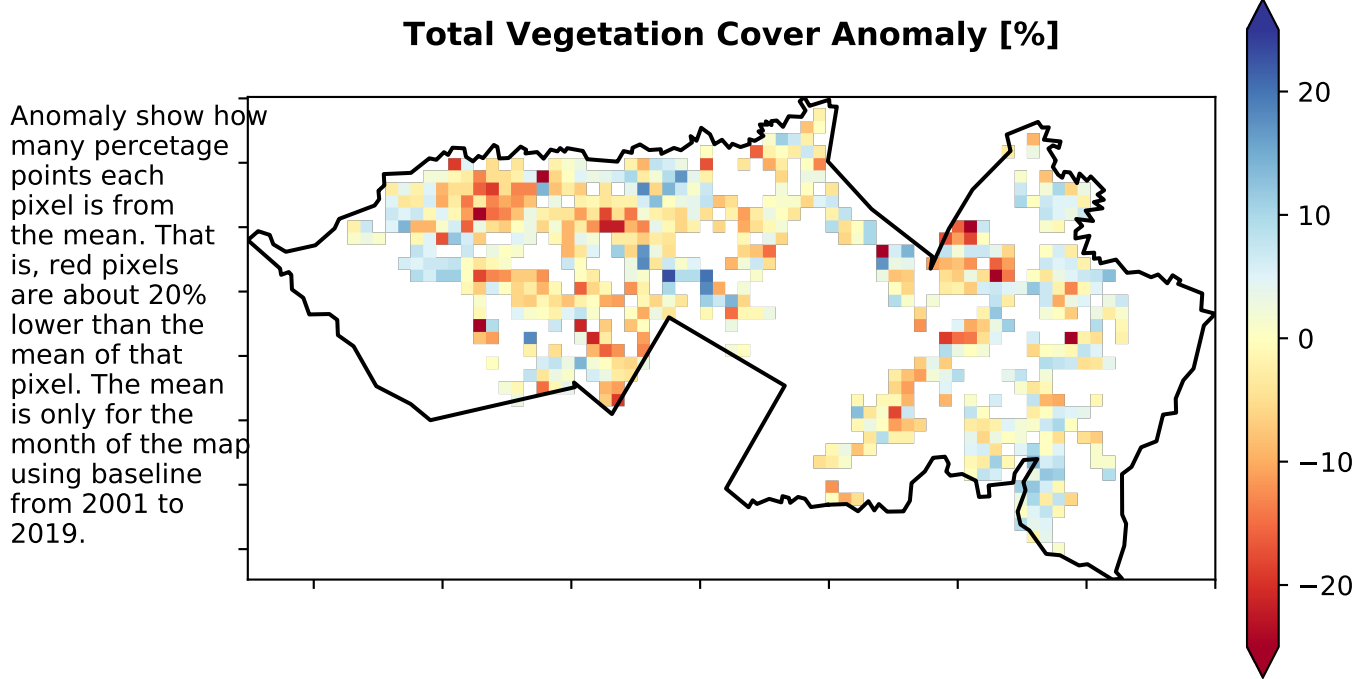 Total Vegetation Cover Anomaly [%]
Anomaly show how
many percetage
points each
pixel is from
the mean. That
is, red pixels
are about 20%
lower than the
mean of that
pixel. The mean
is only for the
month of the map
using baseline
from 2001 to
2019.
20
10
0
−10
−20